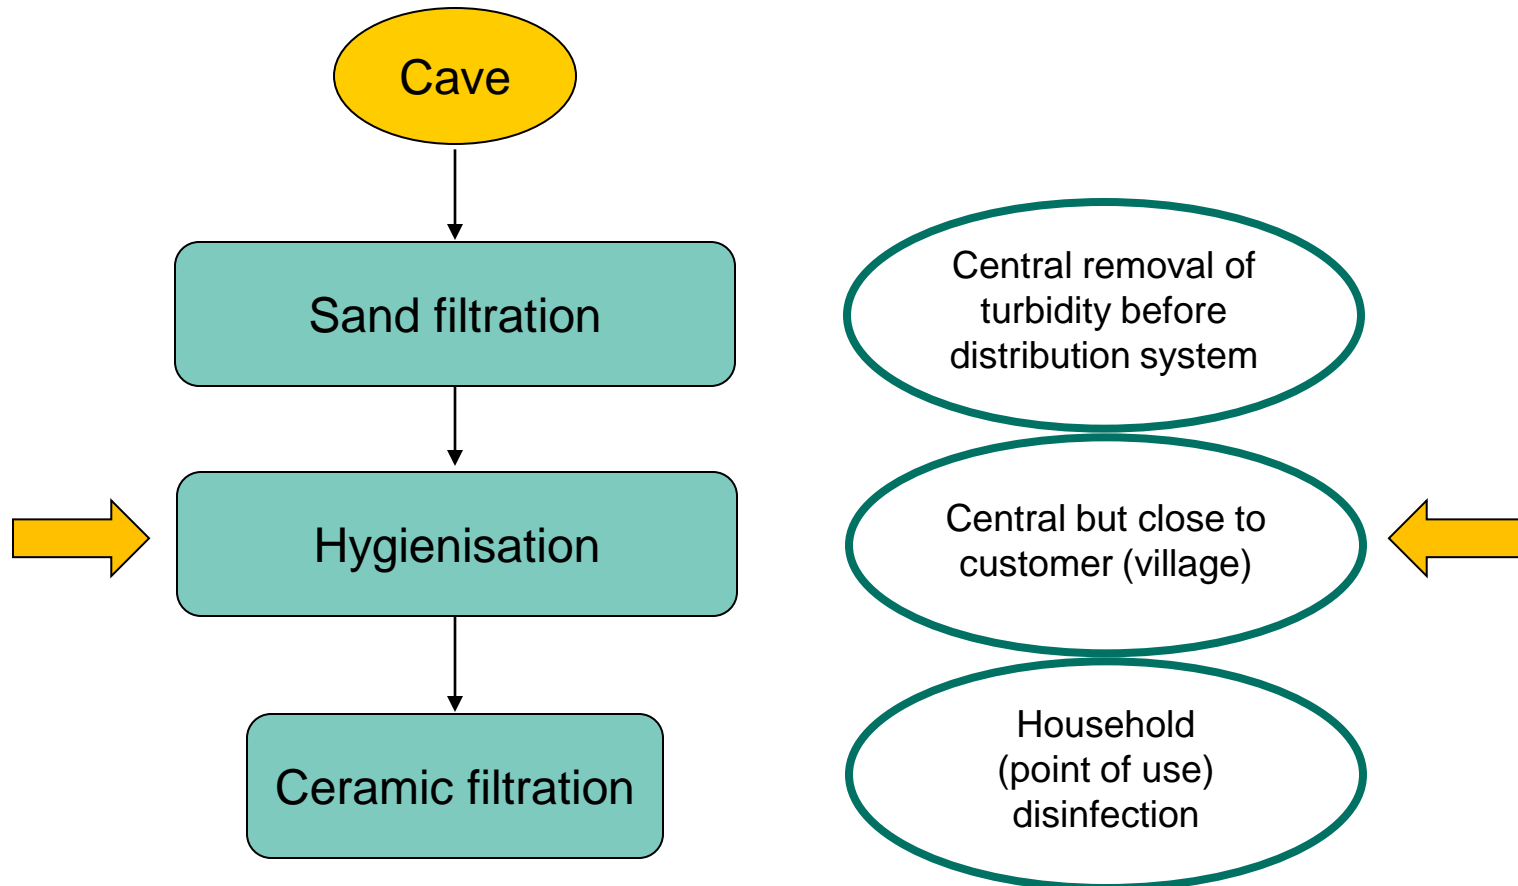 Cave
Sand filtration
Central removal of
turbidity before
distribution system
Hygienisation
Central but close to
customer (village)
Ceramic filtration
Household
(point of use)
disinfection